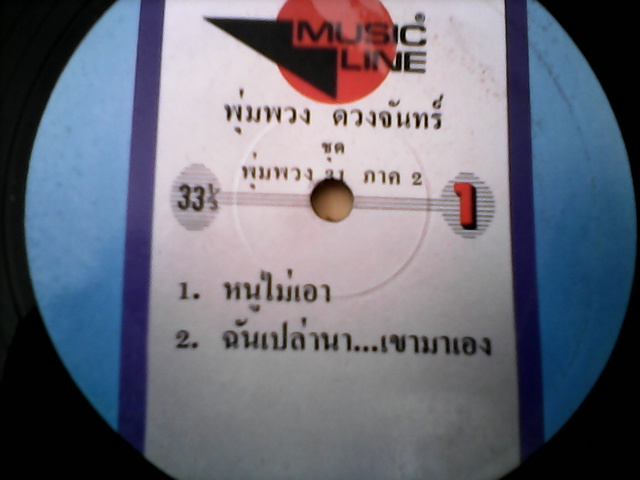 MUSIC
LINE
พุ่มพวง ดวงจันทร์
ชุด
พุ่มพวง 31 ภาค 2
33⅓
1
1. หนูไม่เอา
2. ฉันเปล่านา...เขามาเอง